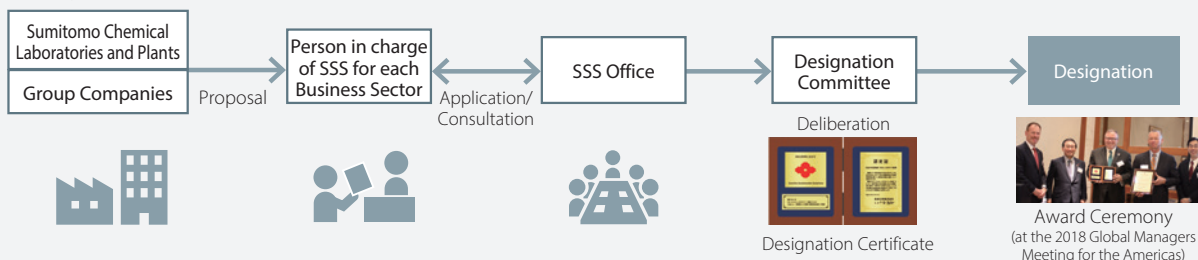 Sumitomo Chemical
Laboratories and Plants
Group Companies
Proposal
Person in charge
of SSS for each
Business Sector
Application/
Consultation
SSS Office
Designation
Committee
Deliberation
Designation Certificate
Designation
Award Ceremony
(at the 2018 Global Managers
Meeting for the Americas)